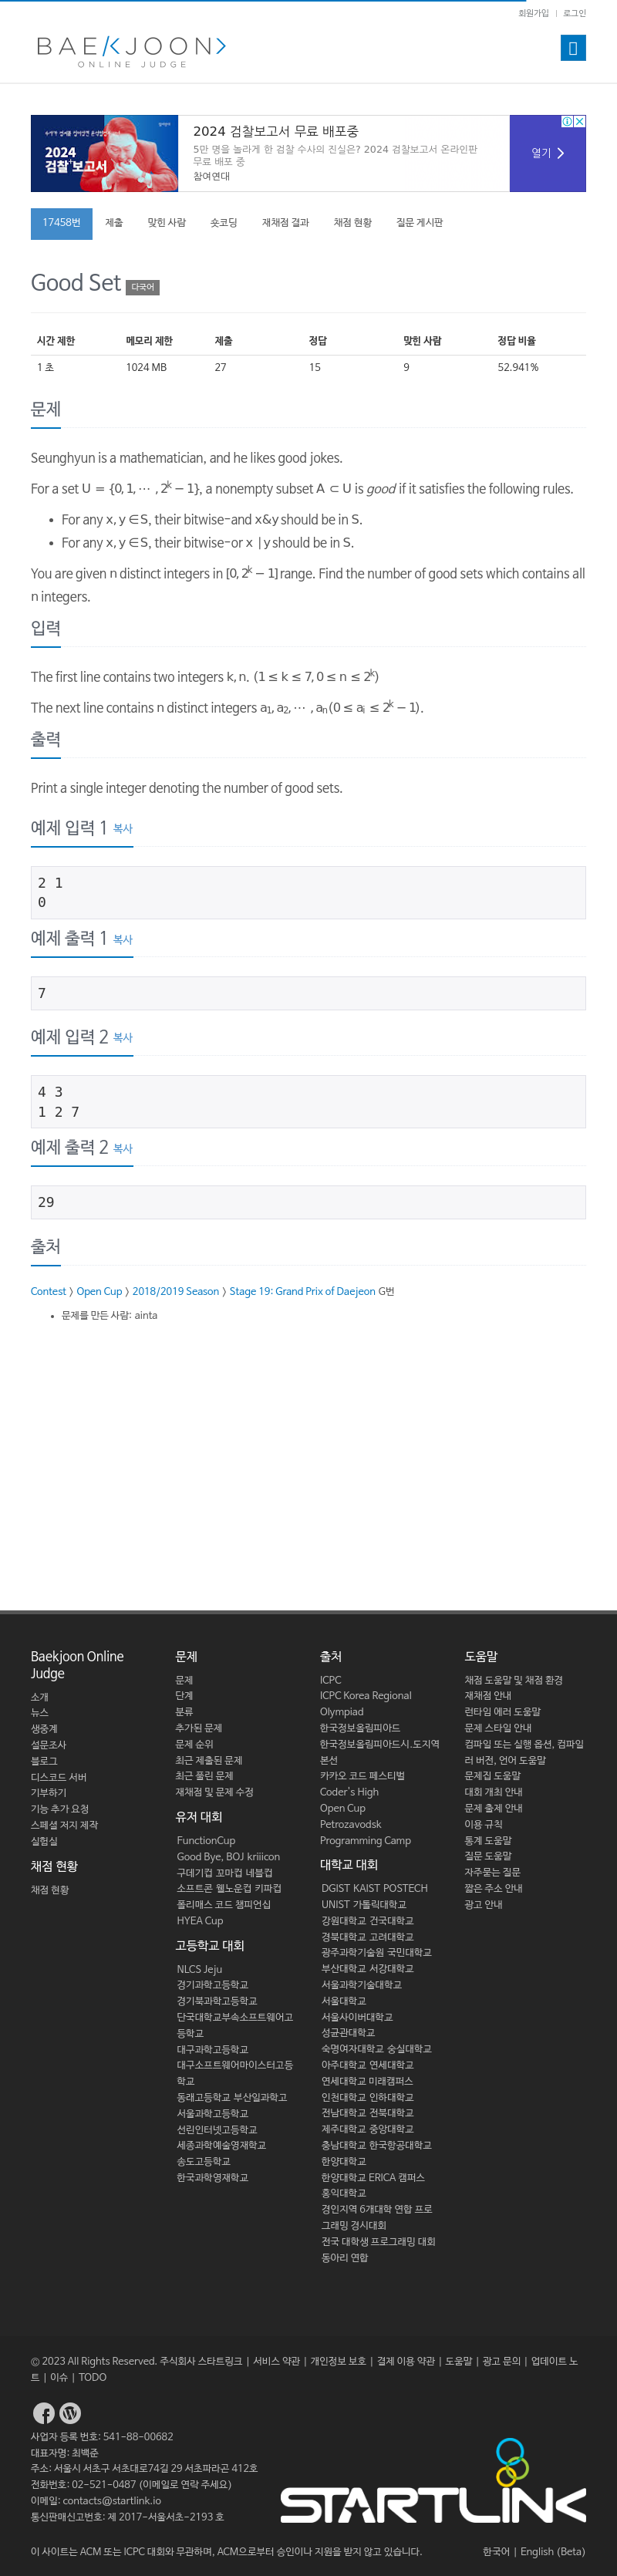 회원가입 | 로그인
BAE/KJOON>
ONLINE JUDGE
2024 검찰보고서
2024 검찰보고서 무료 배포중
5만 명을 놀라게 한 검찰 수사의 진실은? 2024 검찰보고서 온라인판
무료 배포 중
참여연대
열기 >
17458번 제출 맞힌 사람 숏코딩 재채점 결과 채점 현황 질문 게시판
Good Set 다국어
시간 제한 메모리 제한 제출 정답 맞힌 사람 정답 비율
1 초 1024 MB 27 15 9 52.941%
문제
Seunghyun is a mathematician, and he likes good jokes.
For a set U = {0, 1, ⋯ , 2^k − 1}, a nonempty subset A ⊂ U is good if it satisfies the following rules.
• For any x, y ∈ S, their bitwise-and x&y should be in S.
• For any x, y ∈ S, their bitwise-or x | y should be in S.
You are given n distinct integers in [0, 2^k − 1] range. Find the number of good sets which contains all
n integers.
입력
The first line contains two integers k, n. (1 ≤ k ≤ 7, 0 ≤ n ≤ 2^k)
The next line contains n distinct integers a1, a2, ⋯ , an (0 ≤ ai ≤ 2^k − 1).
출력
Print a single integer denoting the number of good sets.
예제 입력 1 복사
2 1
0
예제 출력 1 복사
7
예제 입력 2 복사
4 3
1 2 7
예제 출력 2 복사
29
출처
Contest > Open Cup > 2018/2019 Season > Stage 19: Grand Prix of Daejeon G번
• 문제를 만든 사람: ainta
Baekjoon Online
Judge
소개
뉴스
생중계
설문조사
블로그
디스코드 서버
기부하기
기능 추가 요청
스페셜 저지 제작
실험실
채점 현황
채점 현황
문제
문제
단계
분류
추가된 문제
문제 순위
최근 제출된 문제
최근 풀린 문제
재채점 및 문제 수정
유저 대회
FunctionCup
Good Bye, BOJ kriiicon
구데기컵 꼬마컵 네블컵
소프트콘 웰노운컵 키파컵
폴리매스 코드 챔피언십
HYEA Cup
고등학교 대회
NLCS Jeju
경기과학고등학교
경기북과학고등학교
단국대학교부속소프트웨어고
등학교
대구과학고등학교
대구소프트웨어마이스터고등
학교
동래고등학교 부산일과학고
서울과학고등학교
선린인터넷고등학교
세종과학예술영재학교
송도고등학교
한국과학영재학교
출처
ICPC
ICPC Korea Regional
Olympiad
한국정보올림피아드
한국정보올림피아드시.도지역
본선
카카오 코드 페스티벌
Coder's High
Open Cup
Petrozavodsk
Programming Camp
대학교 대회
DGIST KAIST POSTECH
UNIST 가톨릭대학교
강원대학교 건국대학교
경북대학교 고려대학교
광주과학기술원 국민대학교
부산대학교 서강대학교
서울과학기술대학교
서울대학교
서울사이버대학교
성균관대학교
숙명여자대학교 숭실대학교
아주대학교 연세대학교
연세대학교 미래캠퍼스
인천대학교 인하대학교
전남대학교 전북대학교
제주대학교 중앙대학교
충남대학교 한국항공대학교
한양대학교
한양대학교 ERICA 캠퍼스
홍익대학교
경인지역 6개대학 연합 프로
그래밍 경시대회
전국 대학생 프로그래밍 대회
동아리 연합
도움말
채점 도움말 및 채점 환경
재채점 안내
런타임 에러 도움말
문제 스타일 안내
컴파일 또는 실행 옵션, 컴파일
러 버전, 언어 도움말
문제집 도움말
대회 개최 안내
문제 출제 안내
이용 규칙
통계 도움말
질문 도움말
자주묻는 질문
짧은 주소 안내
광고 안내
© 2023 All Rights Reserved. 주식회사 스타트링크 | 서비스 약관 | 개인정보 보호 | 결제 이용 약관 | 도움말 | 광고 문의 | 업데이트 노
트 | 이슈 | TODO
사업자 등록 번호: 541-88-00682
대표자명: 최백준
주소: 서울시 서초구 서초대로74길 29 서초파라곤 412호
전화번호: 02-521-0487 (이메일로 연락 주세요)
이메일: contacts@startlink.io
통신판매신고번호: 제 2017-서울서초-2193 호
STARTLINK
이 사이트는 ACM 또는 ICPC 대회와 무관하며, ACM으로부터 승인이나 지원을 받지 않고 있습니다.
한국어 | English (Beta)